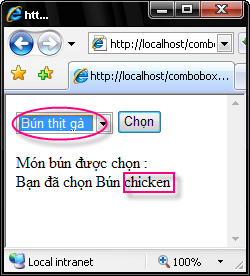 htt...
http://localhost/combo
http://localhost/combobox...
Bún thịt gà
Chọn
Món bún được chọn :
Bạn đã chọn Bún chicken
Local intranet
100%